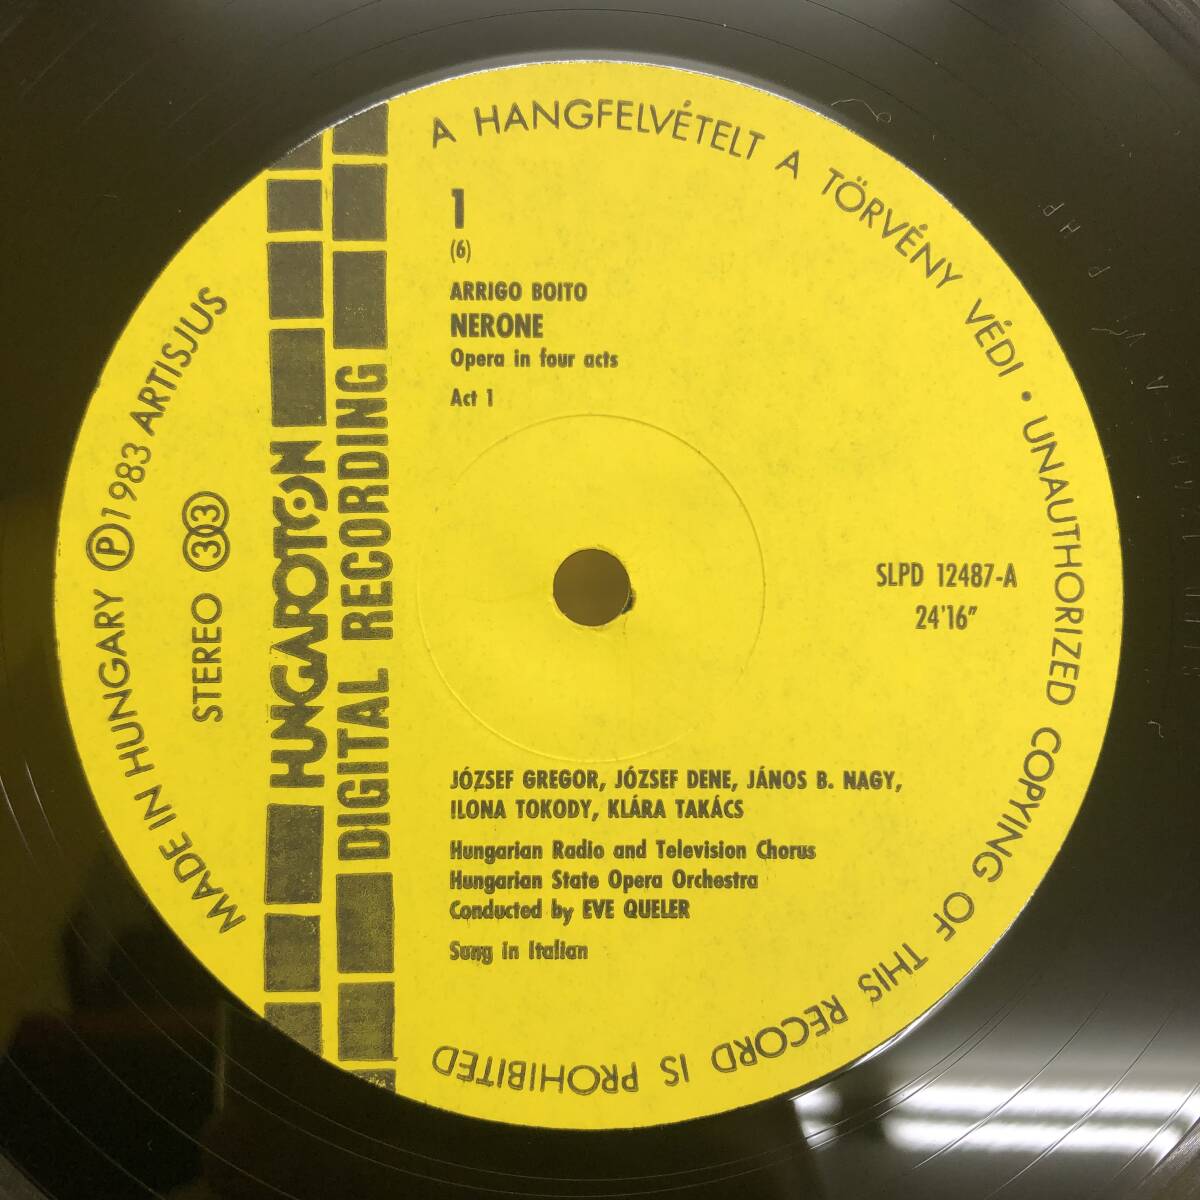 A HANGFELVÉTELT A TÖRVÉNY VÉDI · UNAUTHORIZED COPYING OF THIS RECORD IS PROHIBITED
MADE IN HUNGARY Ⓟ 1983 ARTISJUS
STEREO 33
HUNGAROTON
DIGITAL RECORDING
1
(6)
ARRIGO BOITO
NERONE
Opera in four acts
Act 1
SLPD 12487-A
24'16"
JÓZSEF GREGOR, JÓZSEF DENE, JÁNOS B. NAGY,
ILONA TOKODY, KLÁRA TAKÁCS
Hungarian Radio and Television Chorus
Hungarian State Opera Orchestra
Conducted by EVE QUELER
Sung in Italian